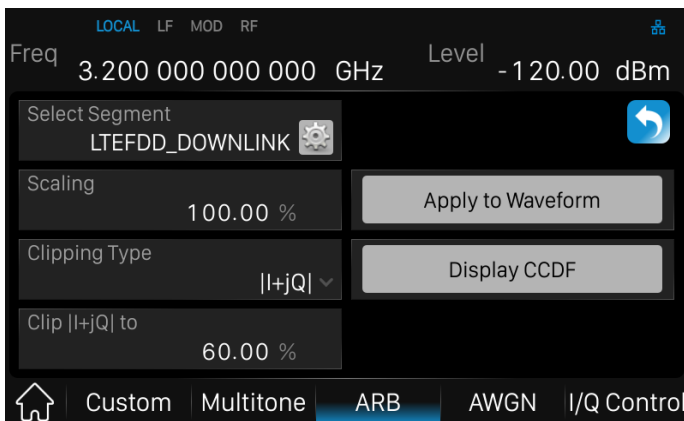 LOCAL LF MOD RF
Freq 3.200 000 000 000 GHz Level -120.00 dBm
Select Segment
LTEFDD_DOWNLINK
Scaling
100.00 %
Apply to Waveform
Clipping Type
|I+jQ|
Display CCDF
Clip |I+jQ| to
60.00 %
Custom Multitone ARB AWGN I/Q Control